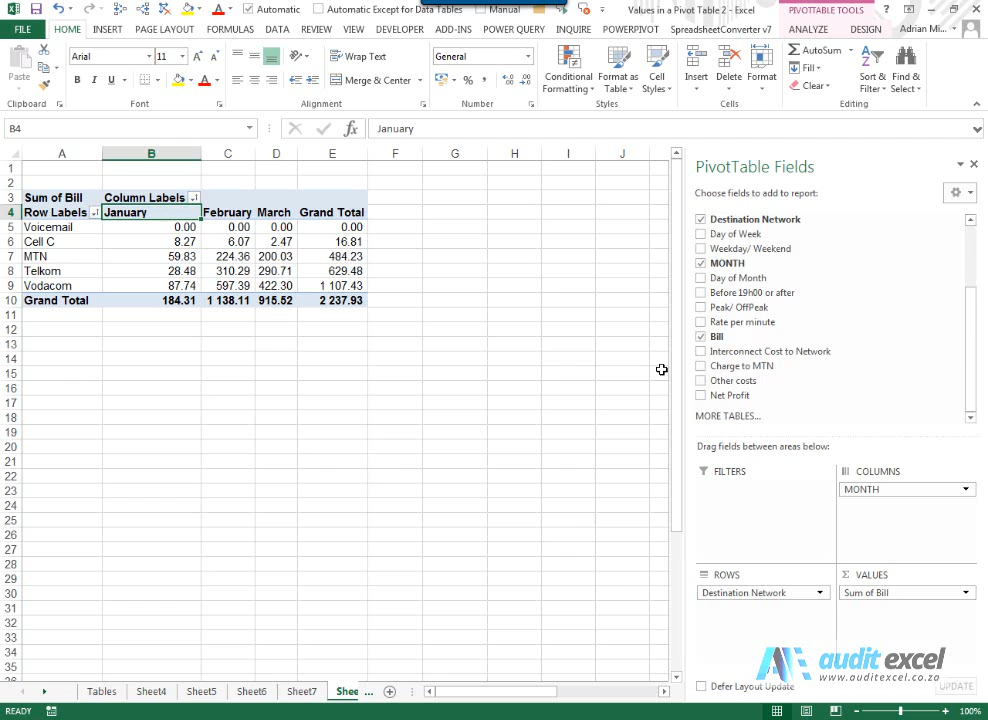 Automatic Automatic Except for Data Tables Manual Values in a Pivot Table 2 - Excel PIVOTTABLE TOOLS
FILE HOME INSERT PAGE LAYOUT FORMULAS DATA REVIEW VIEW DEVELOPER ADD-INS POWER QUERY INQUIRE POWERPIVOT SpreadsheetConverter v7 ANALYZE DESIGN Adrian Mi...
Paste Arial 11 Wrap Text General Conditional Formatting Format as Table Cell Styles Insert Delete Format AutoSum Fill Clear Sort & Filter Find & Select
B I U Merge & Center
Clipboard Font Alignment Number Styles Cells Editing
B4 fx January
A B C D E F G H I J
1
2
3 Sum of Bill Column Labels
4 Row Labels January February March Grand Total
5 Voicemail 0.00 0.00 0.00 0.00
6 Cell C 8.27 6.07 2.47 16.81
7 MTN 59.83 224.36 200.03 484.23
8 Telkom 28.48 310.29 290.71 629.48
9 Vodacom 87.74 597.39 422.30 1 107.43
10 Grand Total 184.31 1 138.11 915.52 2 237.93
11
12
13
14
15
16
17
18
19
20
21
22
23
24
25
26
27
28
29
30
31
32
33
34
35
PivotTable Fields
Choose fields to add to report:
Destination Network
Day of Week
Weekday/ Weekend
MONTH
Day of Month
Before 19h00 or after
Peak/ OffPeak
Rate per minute
Bill
Interconnect Cost to Network
Charge to MTN
Other costs
Net Profit
MORE TABLES...
Drag fields between areas below:
FILTERS COLUMNS
MONTH
ROWS VALUES
Destination Network Sum of Bill
audit excel
www.auditexcel.co.za
Defer Layout Update UPDATE
Tables Sheet4 Sheet5 Sheet6 Sheet7 Shee ...
READY 100%